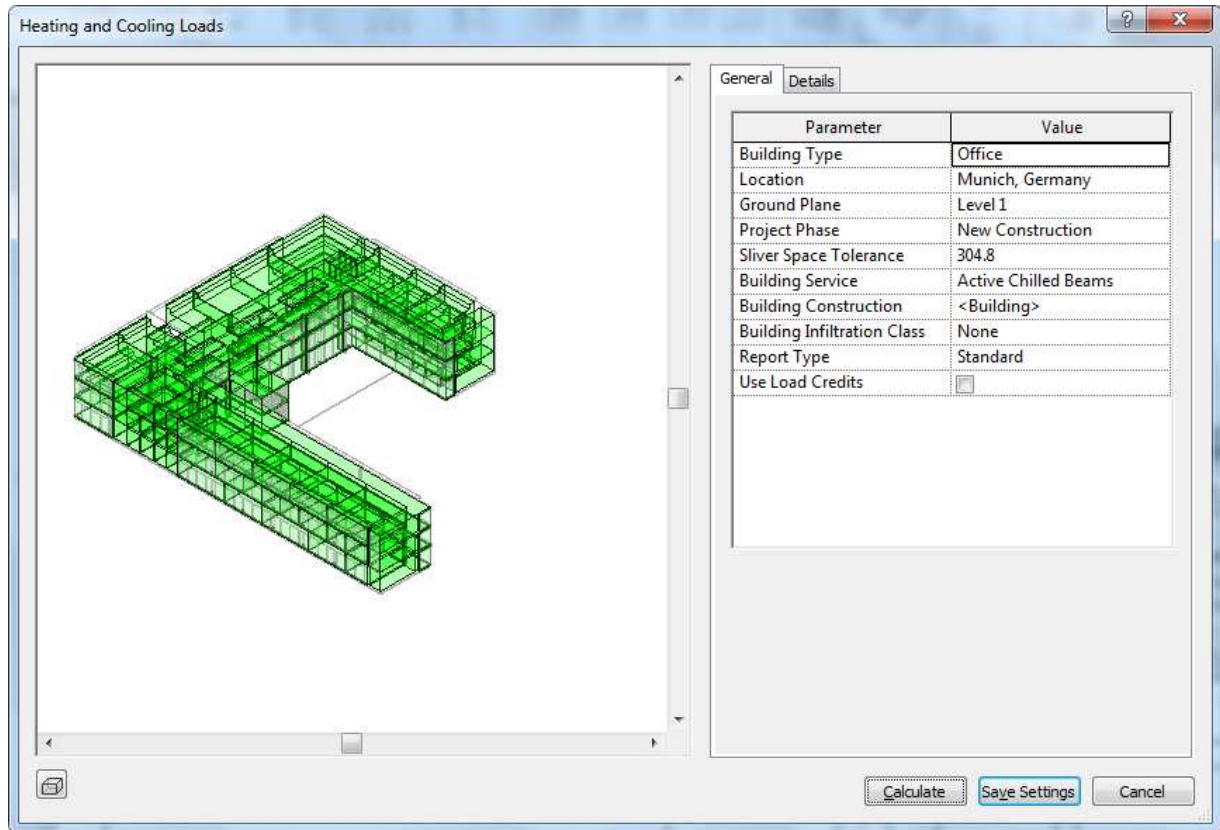 Heating and Cooling Loads
General Details
Parameter Value
Building Type Office
Location Munich, Germany
Ground Plane Level 1
Project Phase New Construction
Sliver Space Tolerance 304.8
Building Service Active Chilled Beams
Building Construction <Building>
Building Infiltration Class None
Report Type Standard
Use Load Credits
Calculate Save Settings Cancel